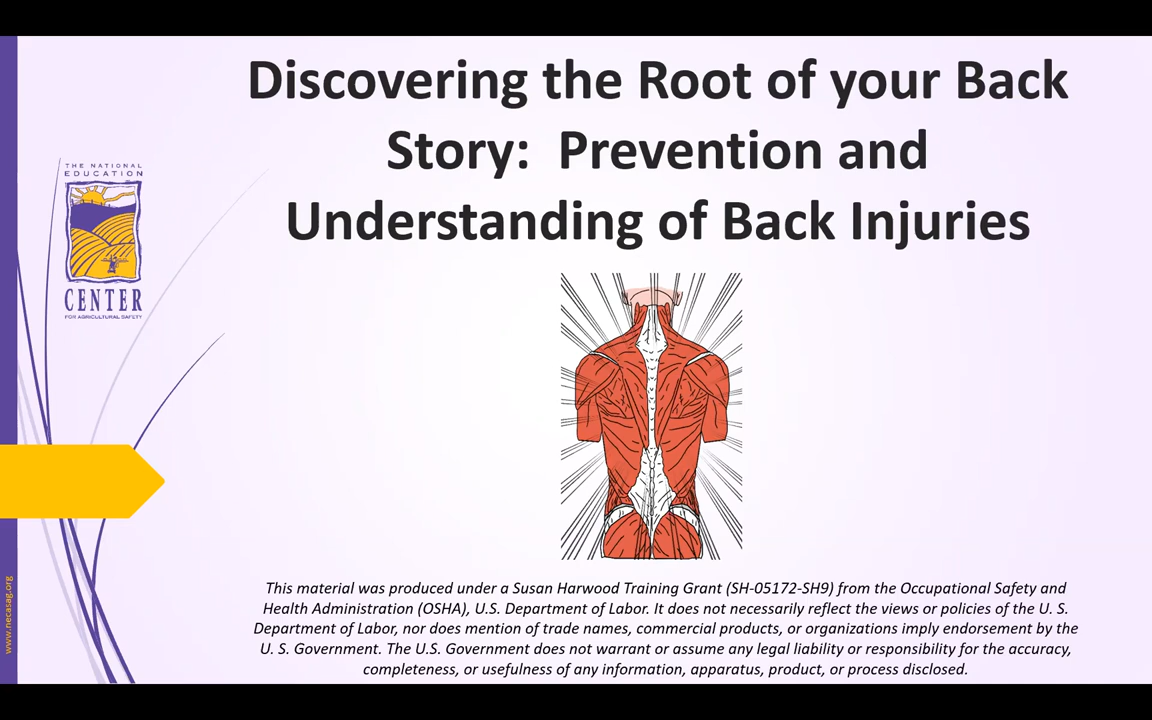 Discovering the Root of your Back
Story: Prevention and
Understanding of Back Injuries
THE NATIONAL
EDUCATION
CENTER
FOR AGRICULTURAL SAFETY
www.necasag.org
This material was produced under a Susan Harwood Training Grant (SH-05172-SH9) from the Occupational Safety and
Health Administration (OSHA), U.S. Department of Labor. It does not necessarily reflect the views or policies of the U. S.
Department of Labor, nor does mention of trade names, commercial products, or organizations imply endorsement by the
U. S. Government. The U.S. Government does not warrant or assume any legal liability or responsibility for the accuracy,
completeness, or usefulness of any information, apparatus, product, or process disclosed.